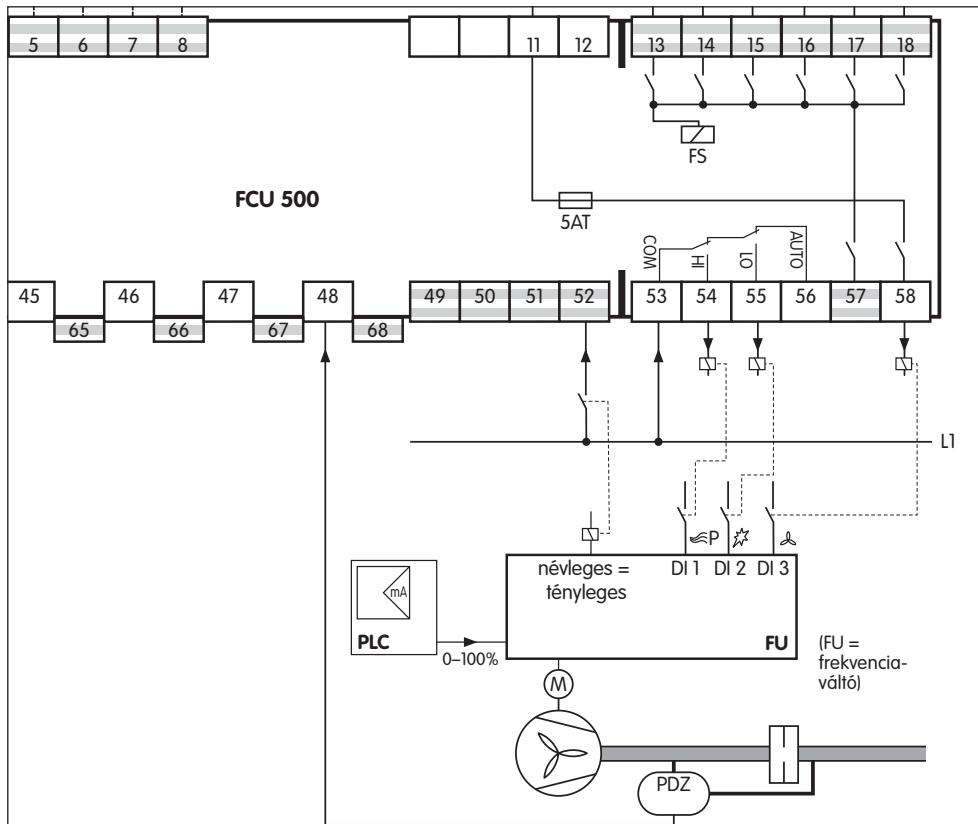 5 6 7 8 11 12 13 14 15 16 17 18
FS
FCU 500
5AT
COM HI LO AUTO
45 46 47 48 49 50 51 52 53 54 55 56 57 58
65 66 67 68
L1
P
névleges = DI 1 DI 2 DI 3
tényleges
mA
PLC
0–100%
FU
(FU =
frekvencia-
váltó)
M
PDZ